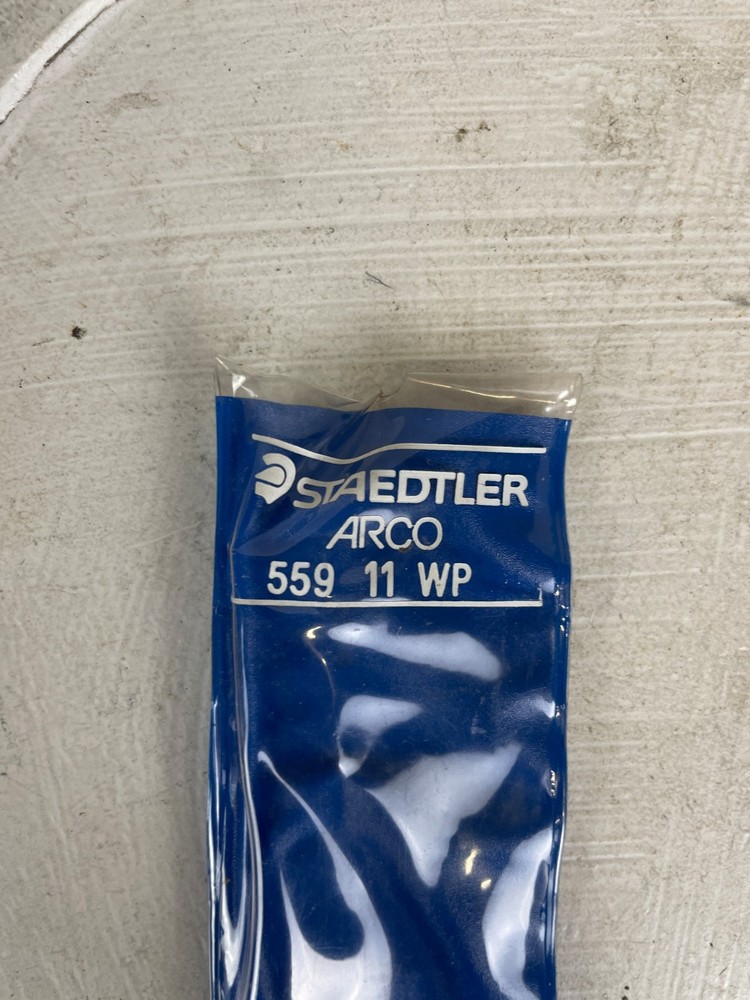 STAEDTLER
ARCO
559 11 WP